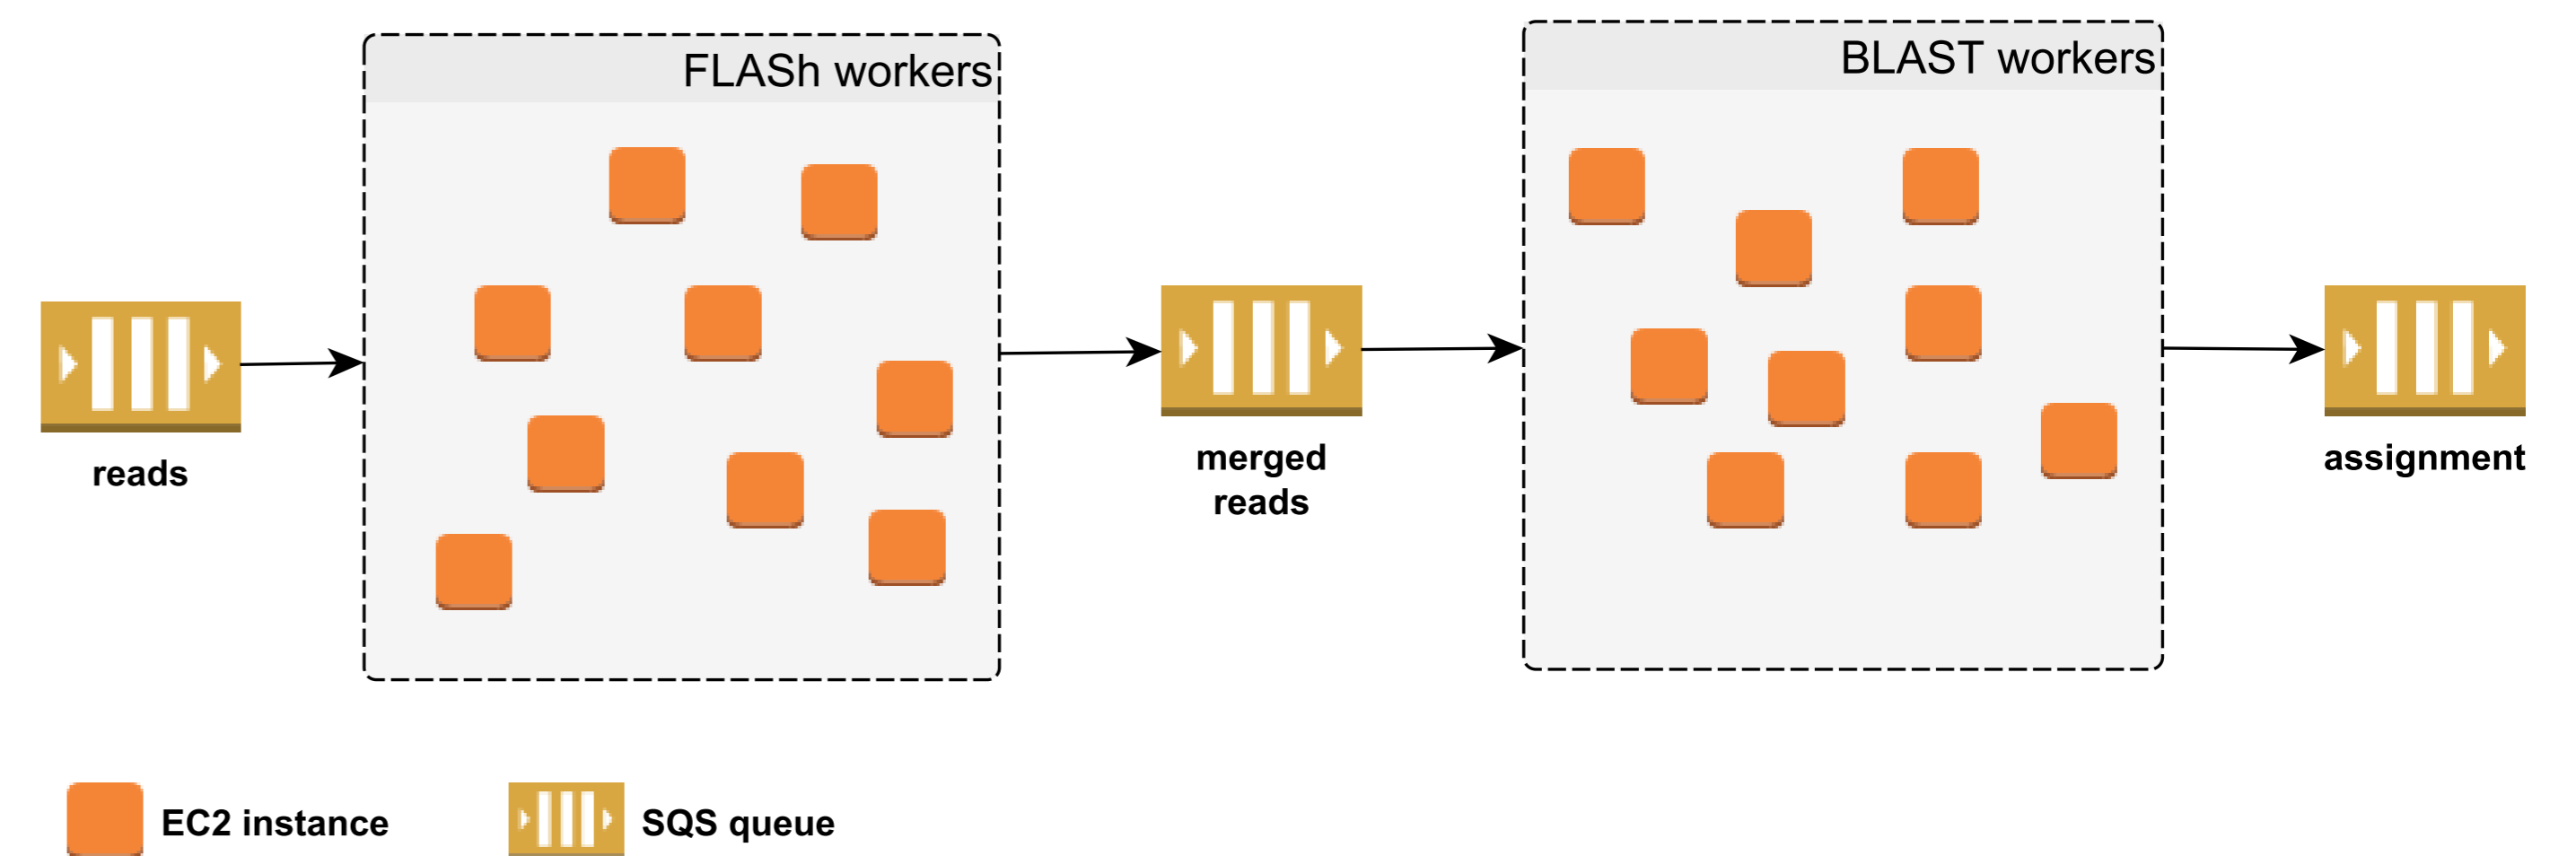 FLASh workers
BLAST workers
reads
merged
reads
assignment
EC2 instance
SQS queue